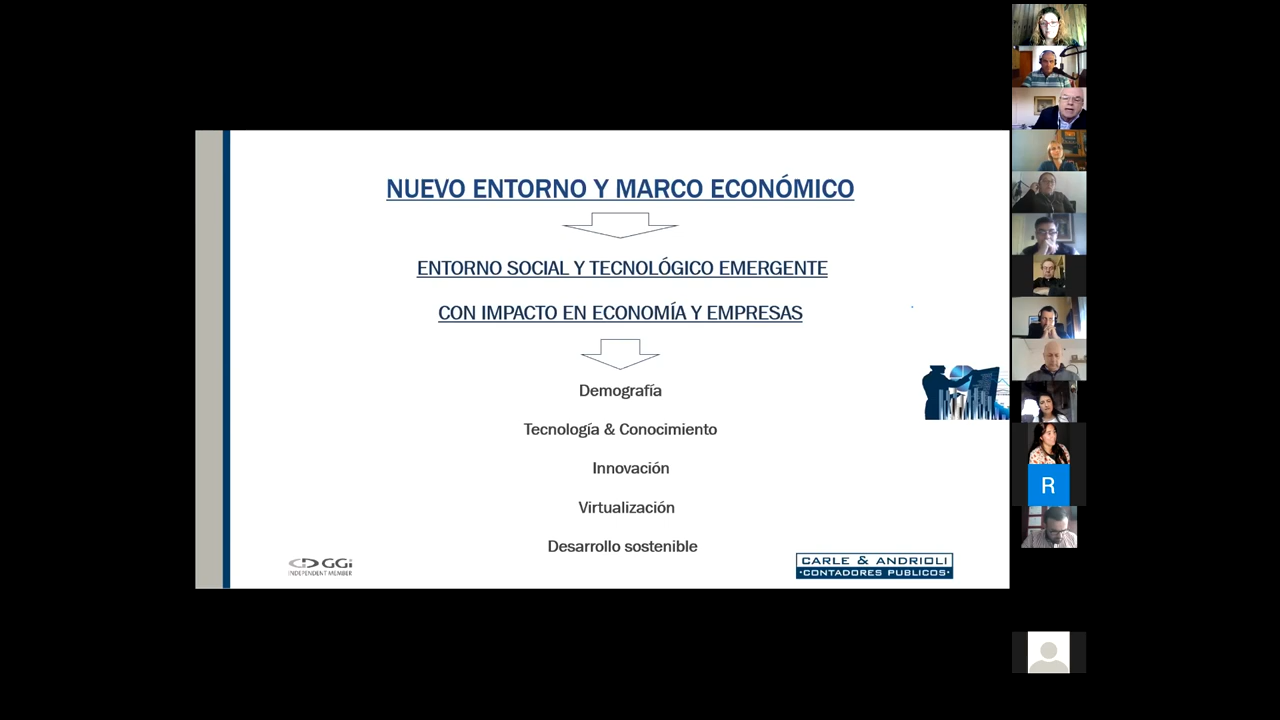 NUEVO ENTORNO Y MARCO ECONÓMICO
ENTORNO SOCIAL Y TECNOLÓGICO EMERGENTE
CON IMPACTO EN ECONOMÍA Y EMPRESAS
Demografía
Tecnología & Conocimiento
Innovación
Virtualización
Desarrollo sostenible
GGi
INDEPENDENT MEMBER
CARLE & ANDRIOLI
·CONTADORES PUBLICOS·
R